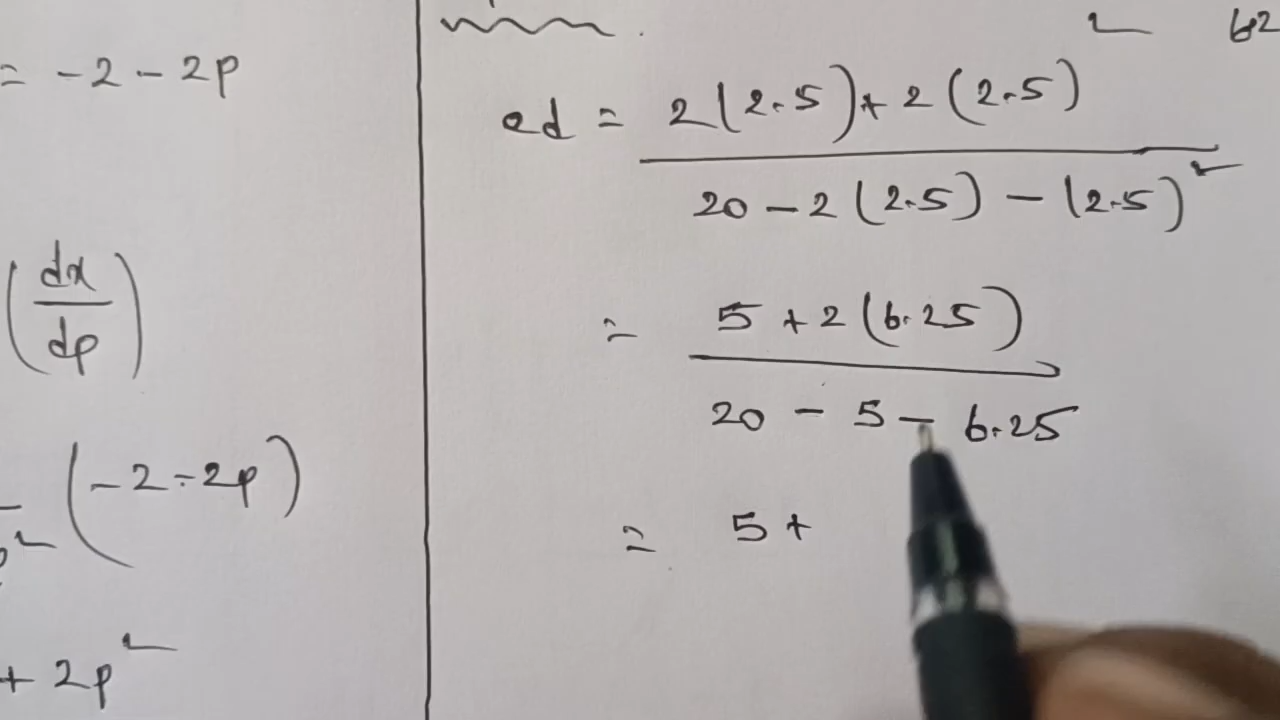 = -2 - 2p
(dx/dp)
(-2 - 2p)
+ 2p²
ed = 2(2.5) + 2(2.5)²
20 - 2(2.5) - (2.5)²
= 5 + 2(6.25)
20 - 5 - 6.25
= 5 +